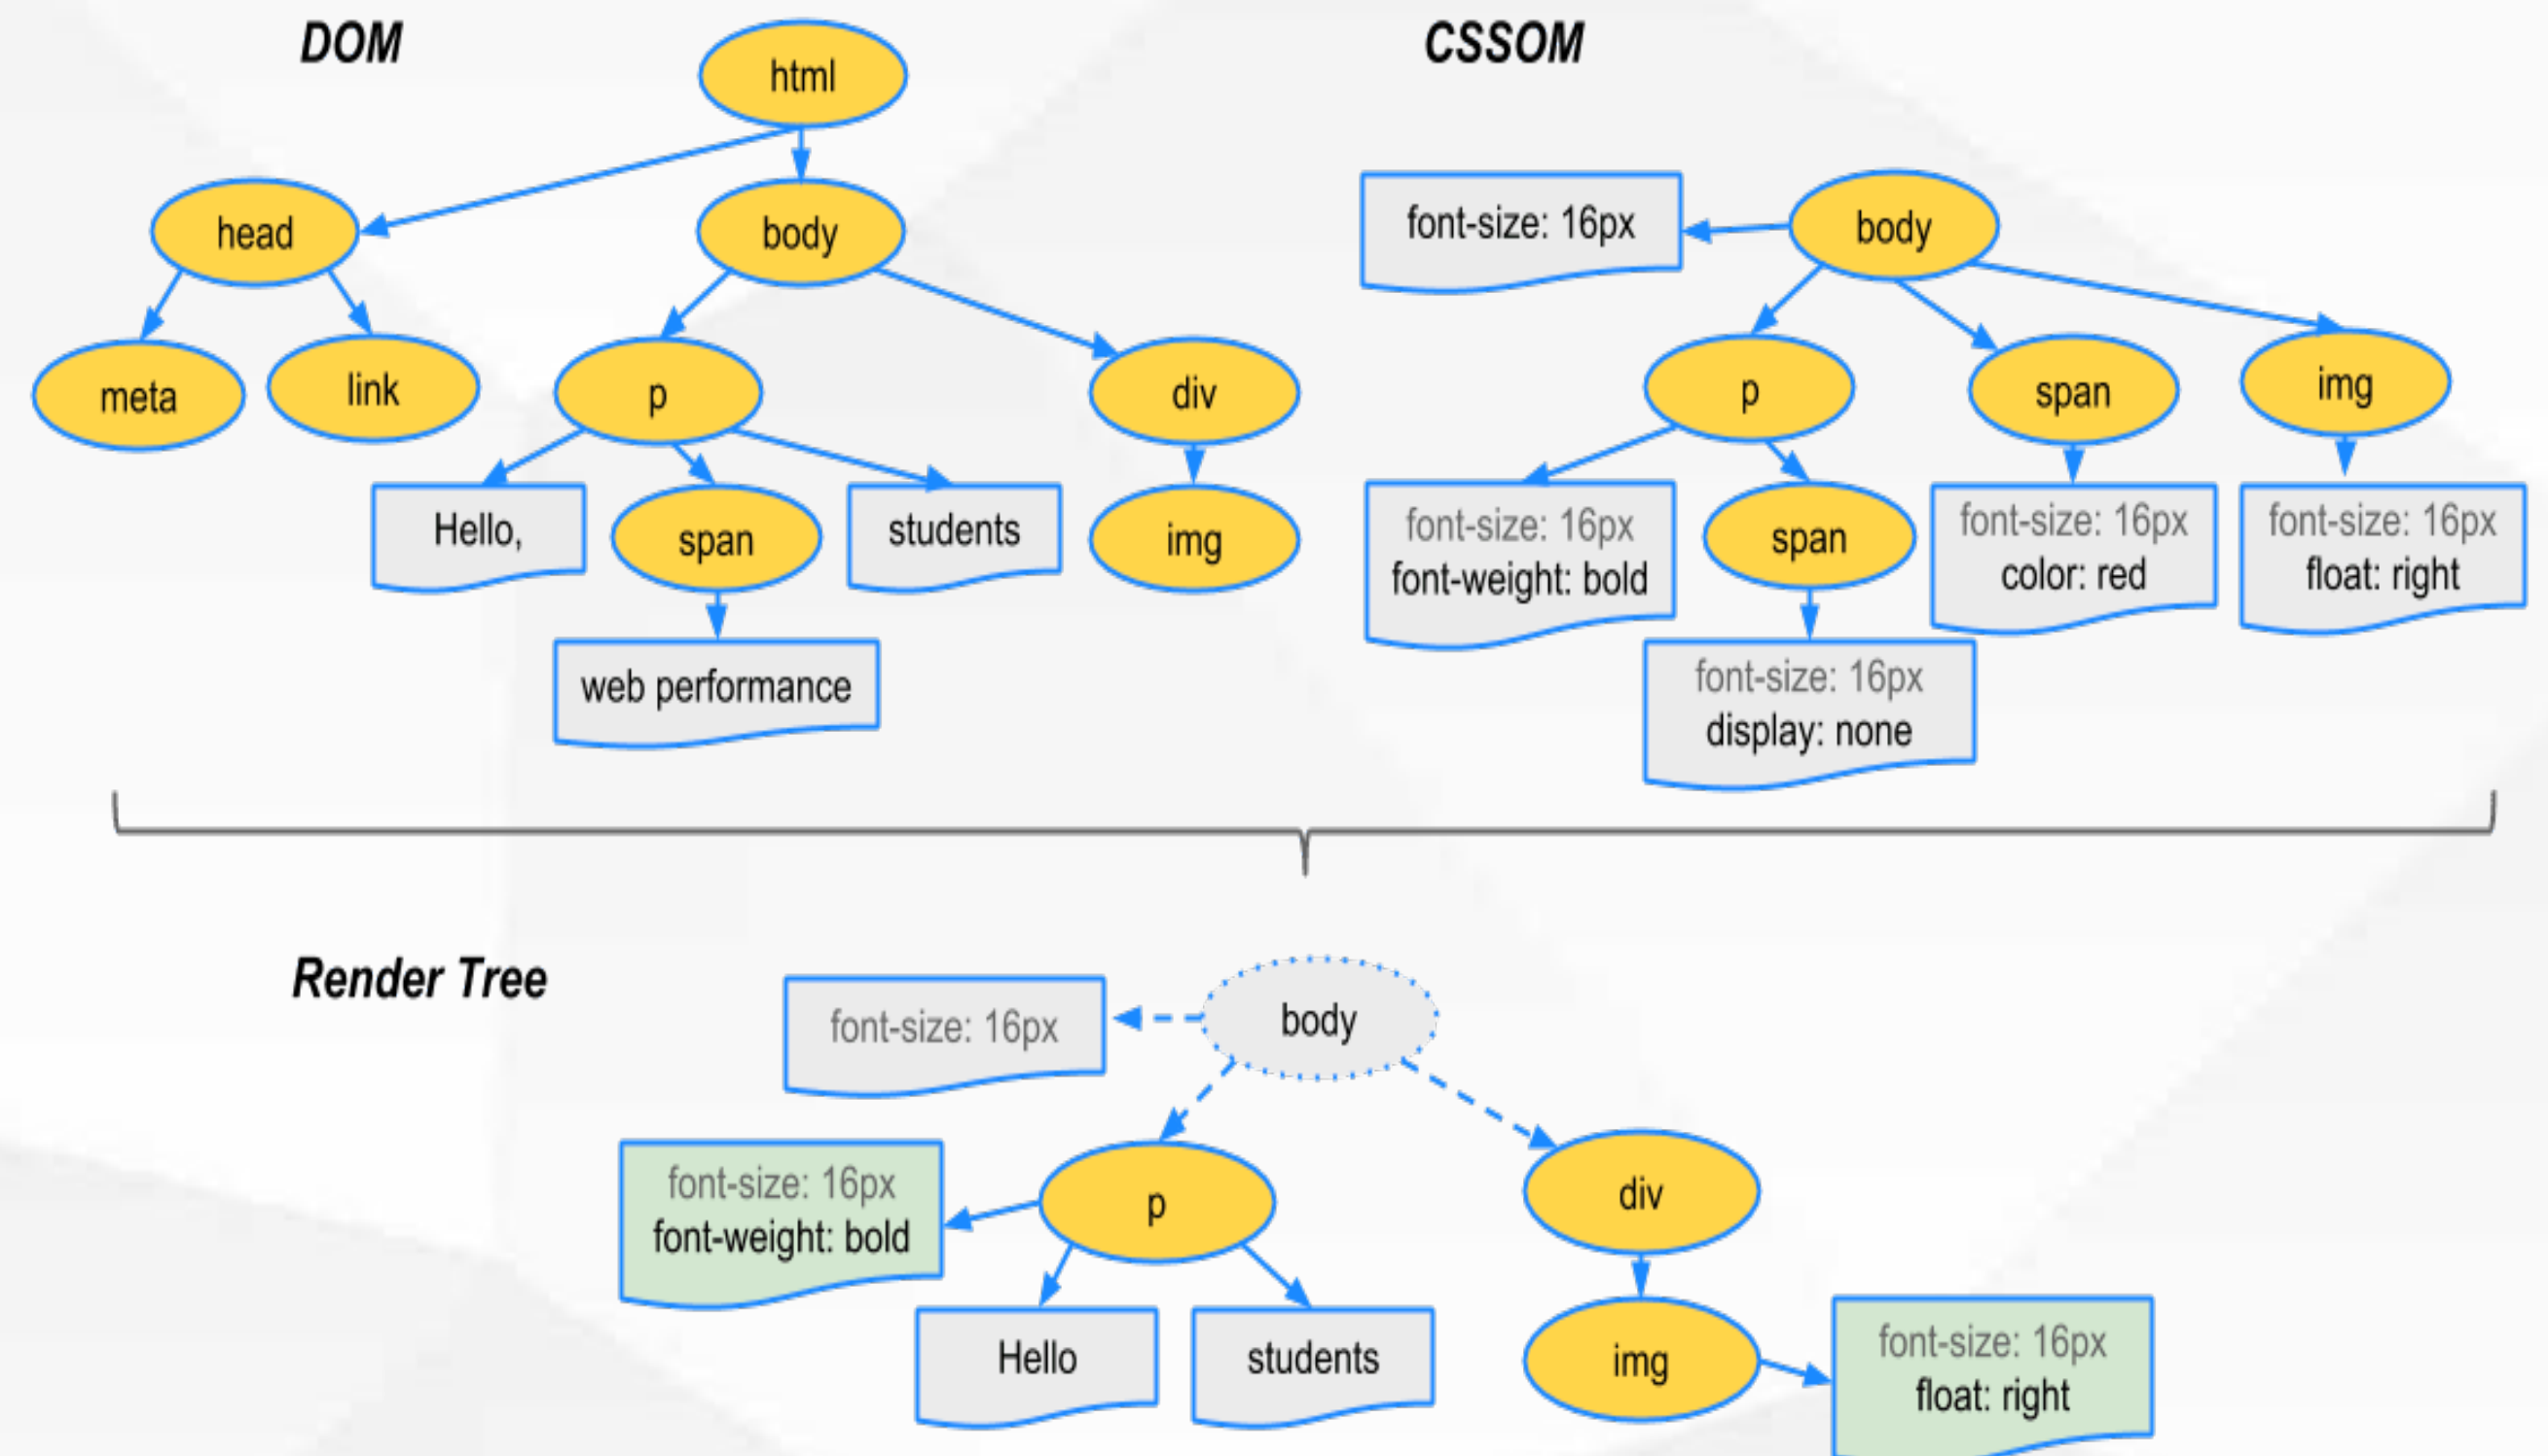 DOM
html
head
body
meta
link
p
div
Hello,
span
students
img
web performance
CSSOM
font-size: 16px
body
p
span
img
font-size: 16px
font-weight: bold
span
font-size: 16px
color: red
font-size: 16px
float: right
font-size: 16px
display: none
Render Tree
font-size: 16px
body
font-size: 16px
font-weight: bold
p
div
Hello
students
img
font-size: 16px
float: right